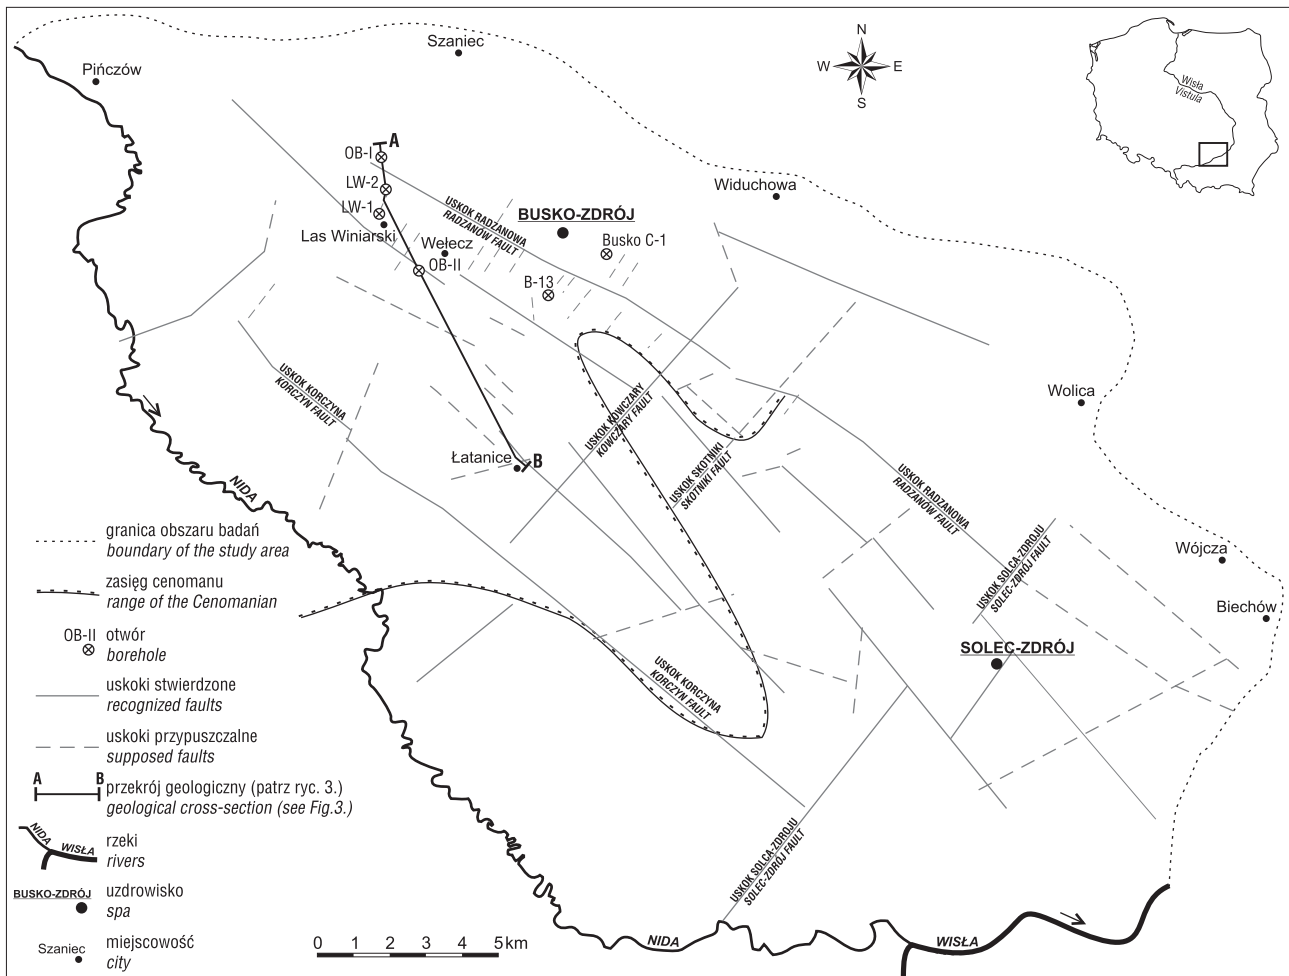 Szaniec
Pińczów
N
W
E
S
Wisła
Vistula
A
OB-I
LW-2
LW-1
Las Winiarski
Wełecz
OB-II
USKOK RADZANOWA
RADZANÓW FAULT
BUSKO-ZDRÓJ
Busko C-1
B-13
Widuchowa
Wolica
USKOK KORCZYNA
KORCZYN FAULT
USKOK KOWCZARY
KOWCZARY FAULT
Łatanice
B
USKOK SKOTNIKI
SKOTNIKI FAULT
USKOK RADZANOWA
RADZANÓW FAULT
NIDA
USKOK SOLCA-ZDROJU
SOLEC-ZDRÓJ FAULT
Wójcza
Biechów
SOLEC-ZDRÓJ
USKOK KORCZYNA
KORCZYN FAULT
USKOK SOLCA-ZDROJU
SOLEC-ZDRÓJ FAULT
NIDA
WISŁA
granica obszaru badań
boundary of the study area
zasięg cenomanu
range of the Cenomanian
OB-II
otwór
borehole
uskoki stwierdzone
recognized faults
uskoki przypuszczalne
supposed faults
A
B
przekrój geologiczny (patrz ryc. 3.)
geological cross-section (see Fig.3.)
NIDA
WISŁA
rzeki
rivers
BUSKO-ZDRÓJ
uzdrowisko
spa
Szaniec
miejscowość
city
0 1 2 3 4 5 km